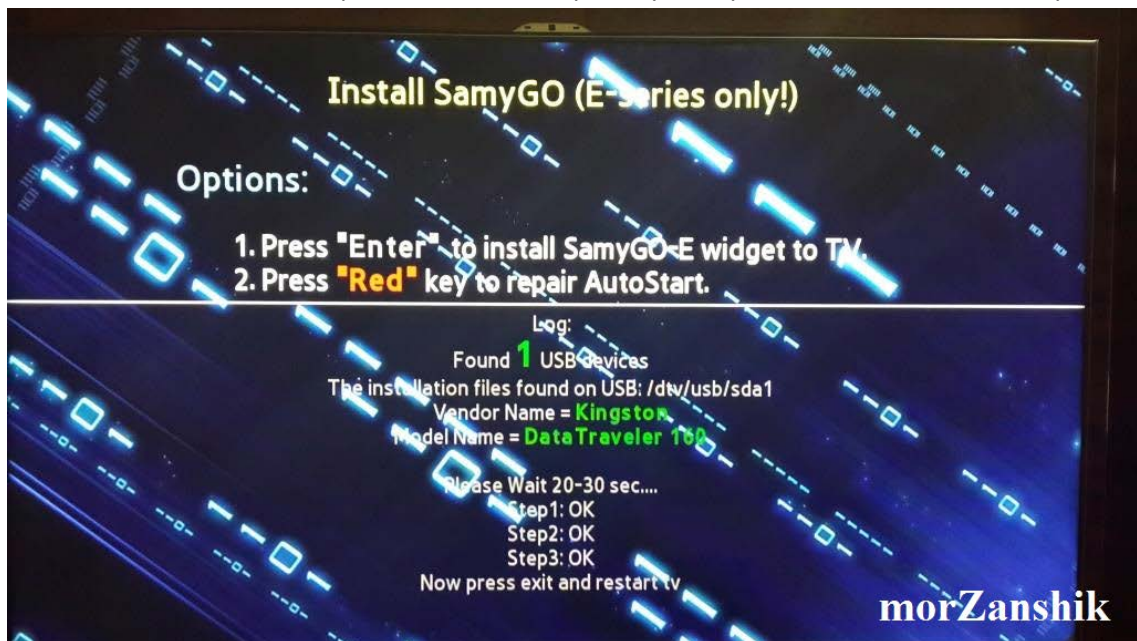 Install SamyGO (E-series only!)
Options:
1. Press "Enter" to install SamyGO-E widget to TV.
2. Press "Red" key to repair AutoStart.
Log:
Found 1 USB devices
The installation files found on USB: /dtv/usb/sda1
Vendor Name = Kingston
Model Name = DataTraveler 160
Please Wait 20-30 sec....
Step1: OK
Step2: OK
Step3: OK
Now press exit and restart tv
morZanshik